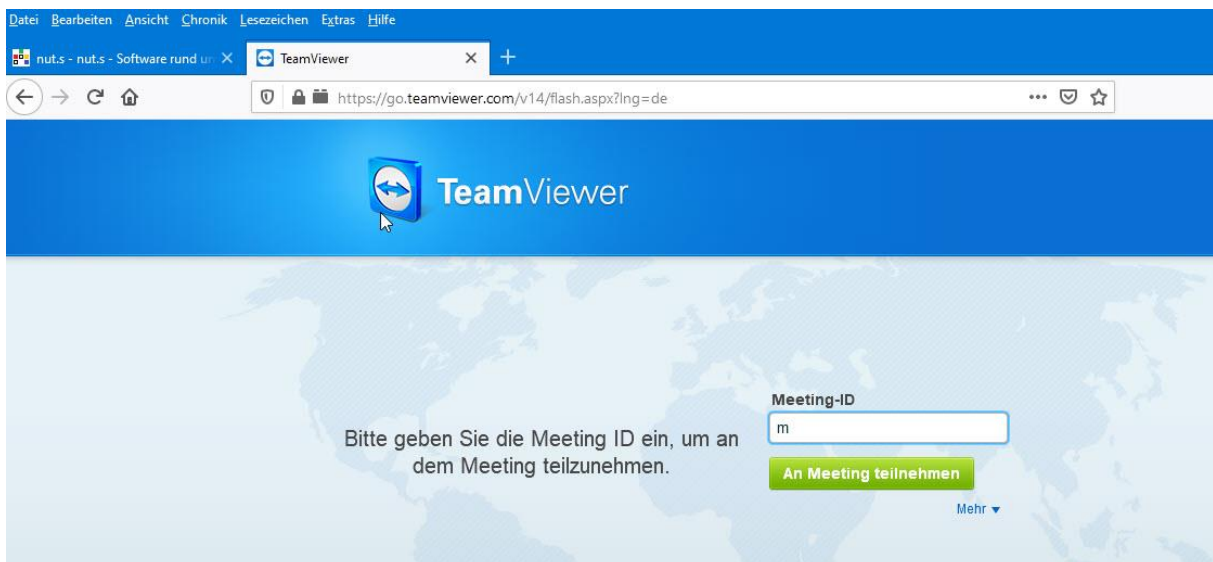 Datei Bearbeiten Ansicht Chronik Lesezeichen Extras Hilfe
nut.s - nut.s - Software rund un TeamViewer
https://go.teamviewer.com/v14/flash.aspx?lng=de
TeamViewer
Meeting-ID
m
Bitte geben Sie die Meeting ID ein, um an
dem Meeting teilzunehmen.
An Meeting teilnehmen
Mehr